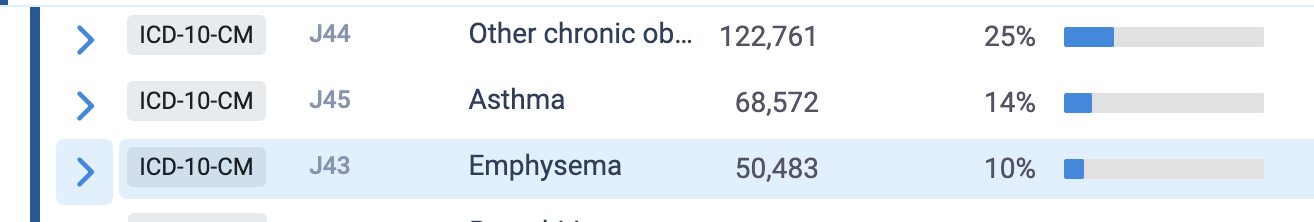 ICD-10-CM J44 Other chronic ob... 122,761 25%
ICD-10-CM J45 Asthma 68,572 14%
ICD-10-CM J43 Emphysema 50,483 10%